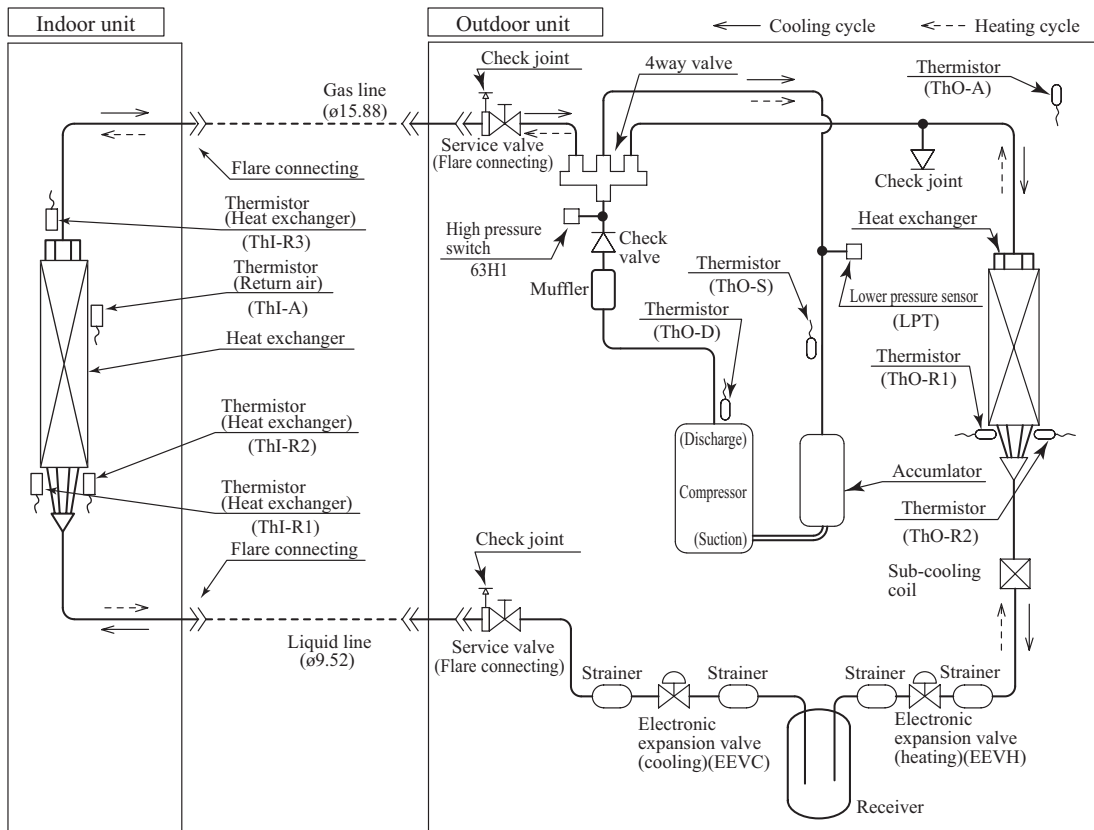 Indoor unit
Outdoor unit
Cooling cycle
Heating cycle
Check joint
4way valve
Thermistor
(ThO-A)
Gas line
(ø15.88)
Service valve
(Flare connecting)
Flare connecting
Check joint
Thermistor
(Heat exchanger)
(ThI-R3)
High pressure
switch
63H1
Check
valve
Heat exchanger
Thermistor
(Return air)
(ThI-A)
Muffler
Thermistor
(ThO-S)
Lower pressure sensor
(LPT)
Thermistor
(ThO-D)
Heat exchanger
Thermistor
(ThO-R1)
Thermistor
(Heat exchanger)
(ThI-R2)
(Discharge)
Compressor
(Suction)
Accumlator
Thermistor
(Heat exchanger)
(ThI-R1)
Thermistor
(ThO-R2)
Flare connecting
Check joint
Sub-cooling
coil
Liquid line
(ø9.52)
Service valve
(Flare connecting)
Strainer
Strainer
Strainer
Strainer
Electronic
expansion valve
(cooling)(EEVC)
Electronic
expansion valve
(heating)(EEVH)
Receiver